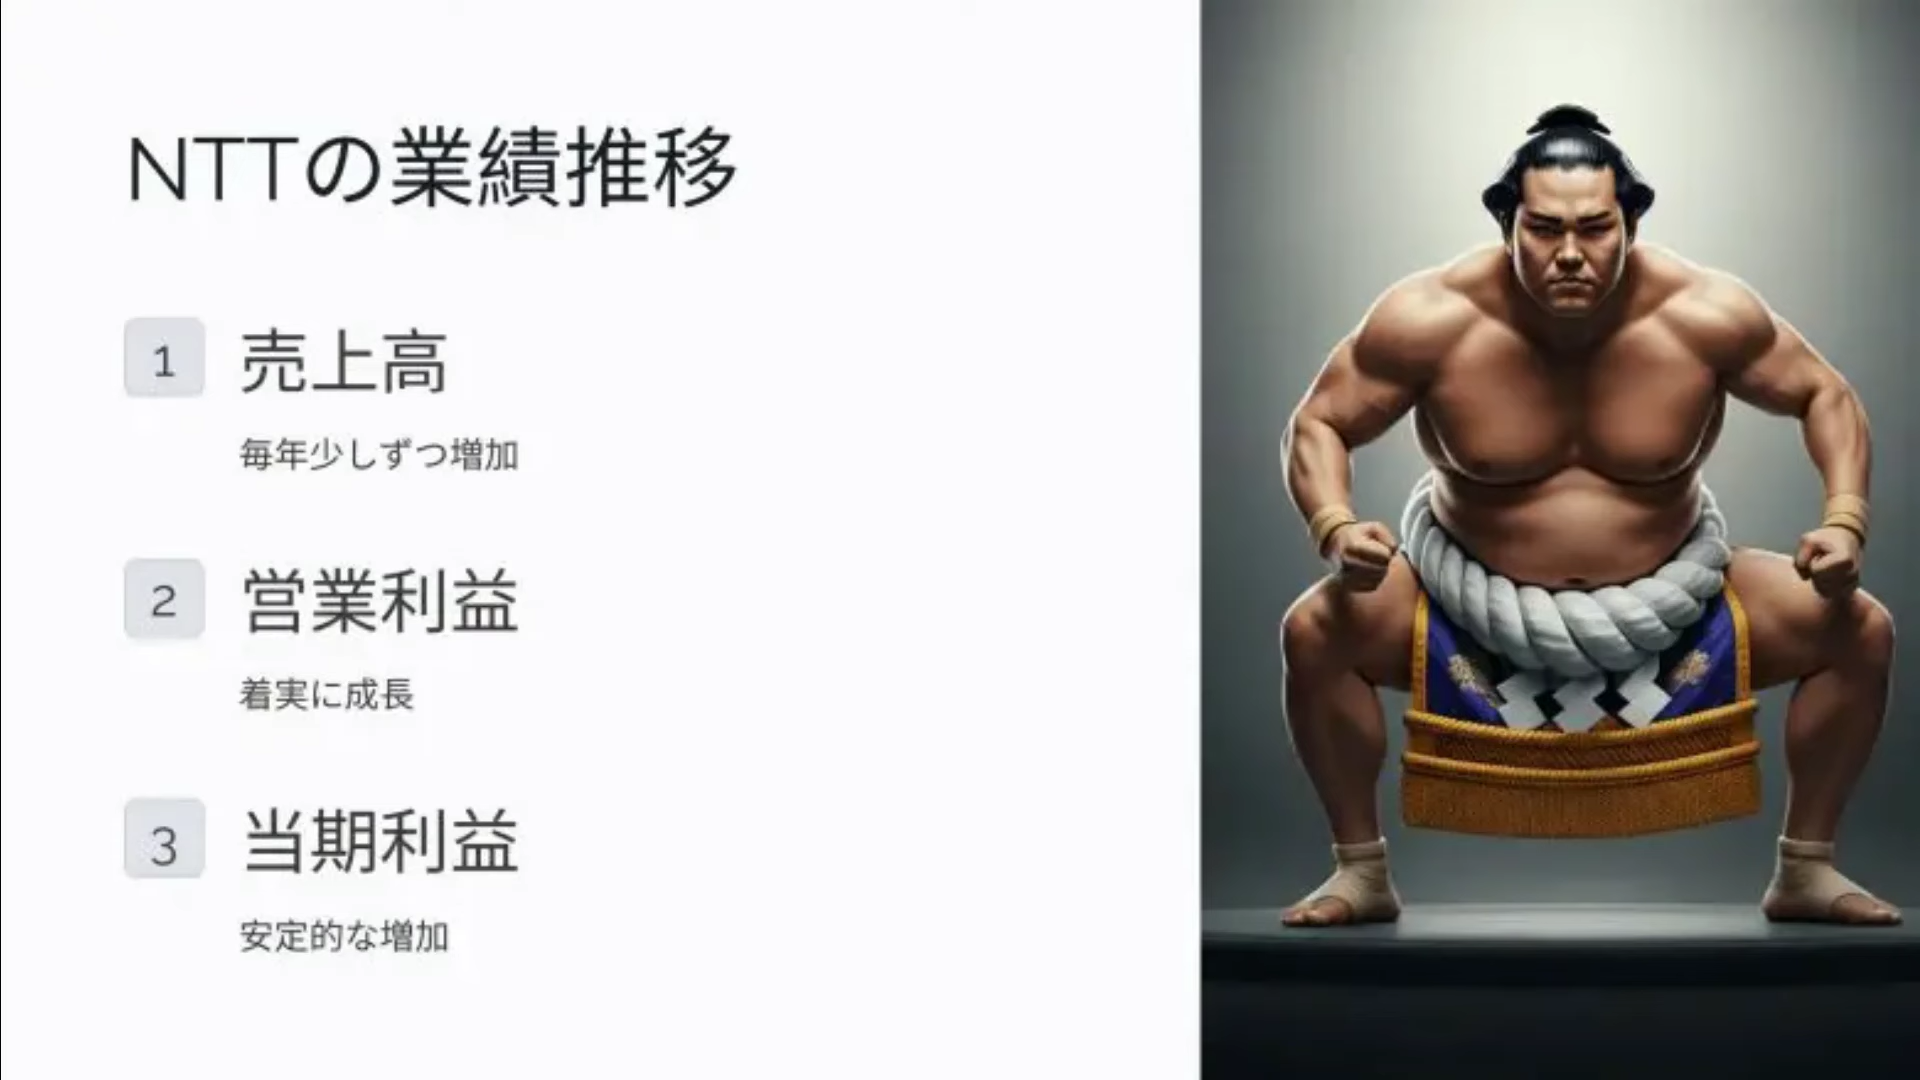 NTTの業績推移
1 売上高
毎年少しずつ増加
2 営業利益
着実に成長
3 当期利益
安定的な増加